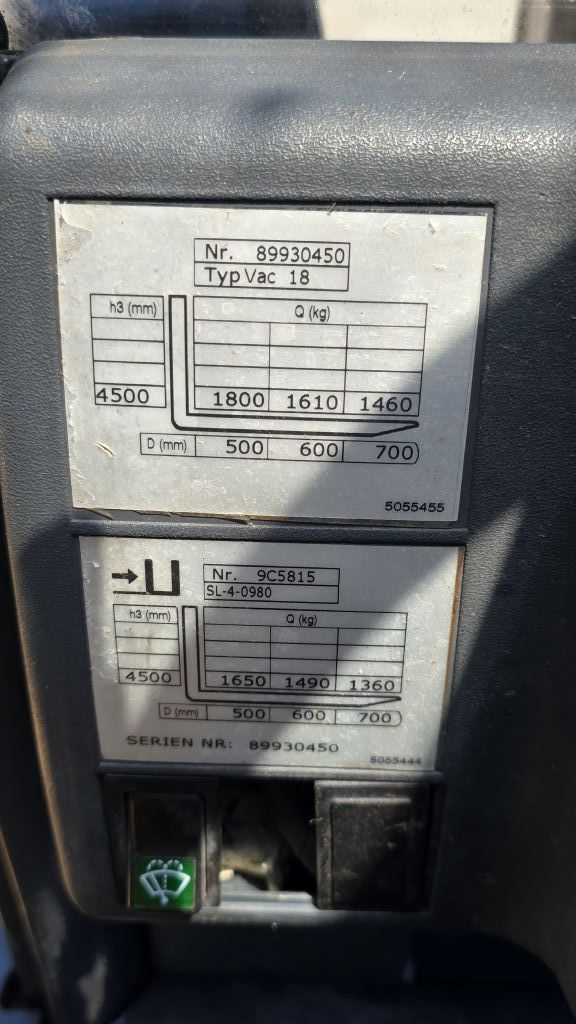 Nr. 89930450
Typ Vac 18
h3 (mm) Q (kg)
4500 1800 1610 1460
D (mm) 500 600 700
5055455
Nr. 9C5815
SL-4-0980
h3 (mm) Q (kg)
4500 1650 1490 1360
D (mm) 500 600 700
SERIEN NR: 89930450
5055444